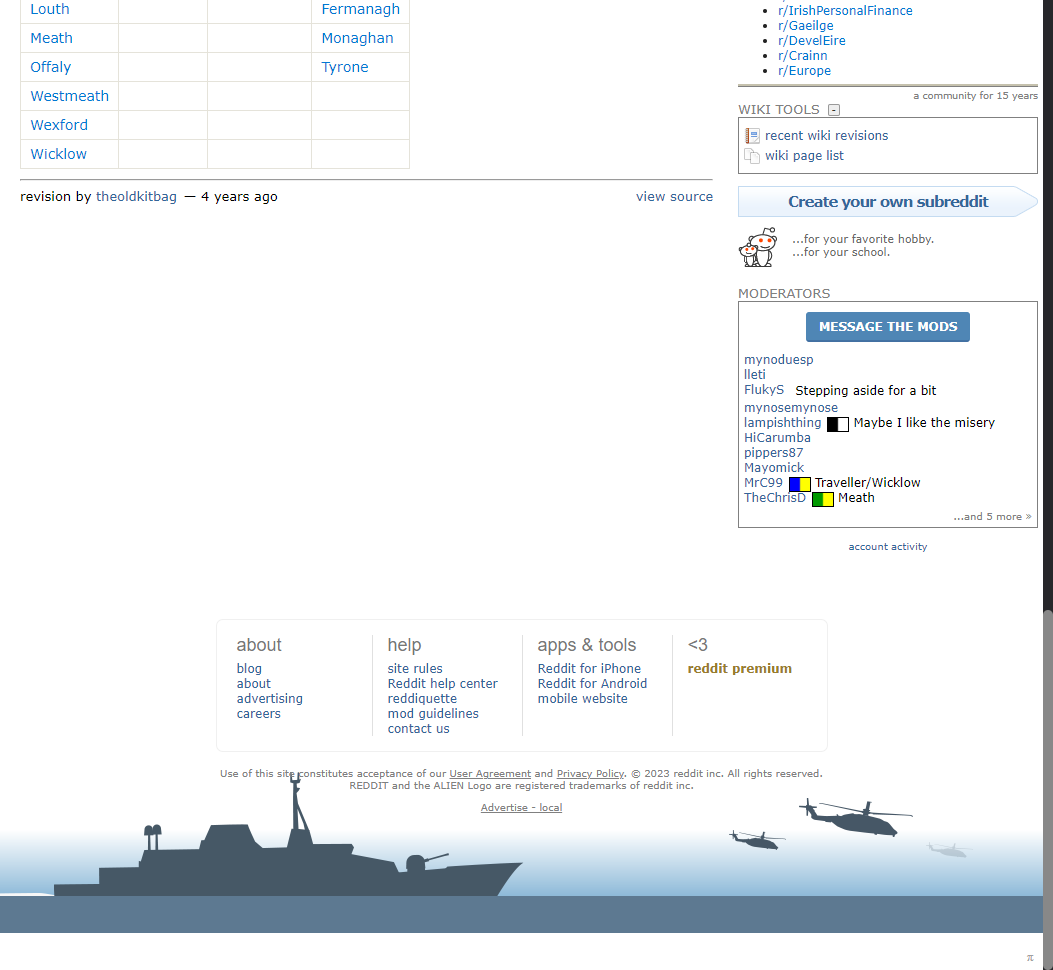 Louth Fermanagh
Meath Monaghan
Offaly Tyrone
Westmeath
Wexford
Wicklow
revision by theoldkitbag — 4 years ago view source
r/IrishPersonalFinance
r/Gaeilge
r/DevelEire
r/Crainn
r/Europe
a community for 15 years
WIKI TOOLS -
recent wiki revisions
wiki page list
Create your own subreddit
...for your favorite hobby.
...for your school.
MODERATORS
MESSAGE THE MODS
mynoduesp
lleti
FlukyS Stepping aside for a bit
mynosemynose
lampishthing Maybe I like the misery
HiCarumba
pippers87
Mayomick
MrC99 Traveller/Wicklow
TheChrisD Meath
...and 5 more »
account activity
about
blog
about
advertising
careers
help
site rules
Reddit help center
reddiquette
mod guidelines
contact us
apps & tools
Reddit for iPhone
Reddit for Android
mobile website
<3
reddit premium
Use of this site constitutes acceptance of our User Agreement and Privacy Policy. © 2023 reddit inc. All rights reserved.
REDDIT and the ALIEN Logo are registered trademarks of reddit inc.
Advertise - local
π